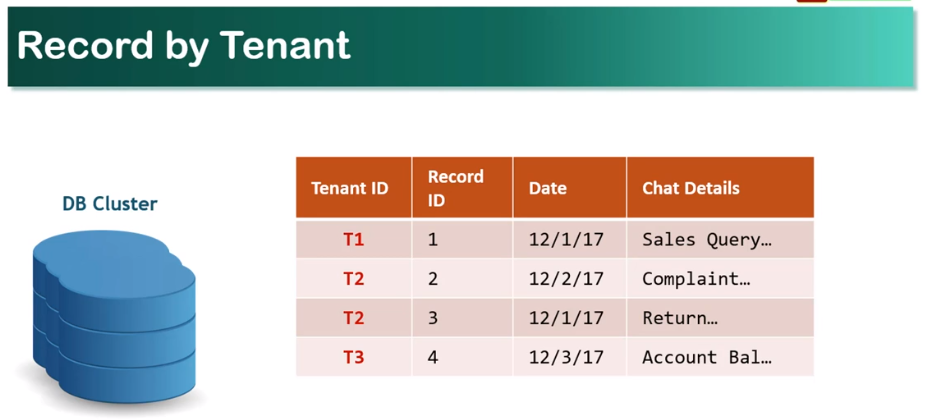 Record by Tenant
DB Cluster
Tenant ID Record ID Date Chat Details
T1 1 12/1/17 Sales Query…
T2 2 12/2/17 Complaint…
T2 3 12/1/17 Return…
T3 4 12/3/17 Account Bal…